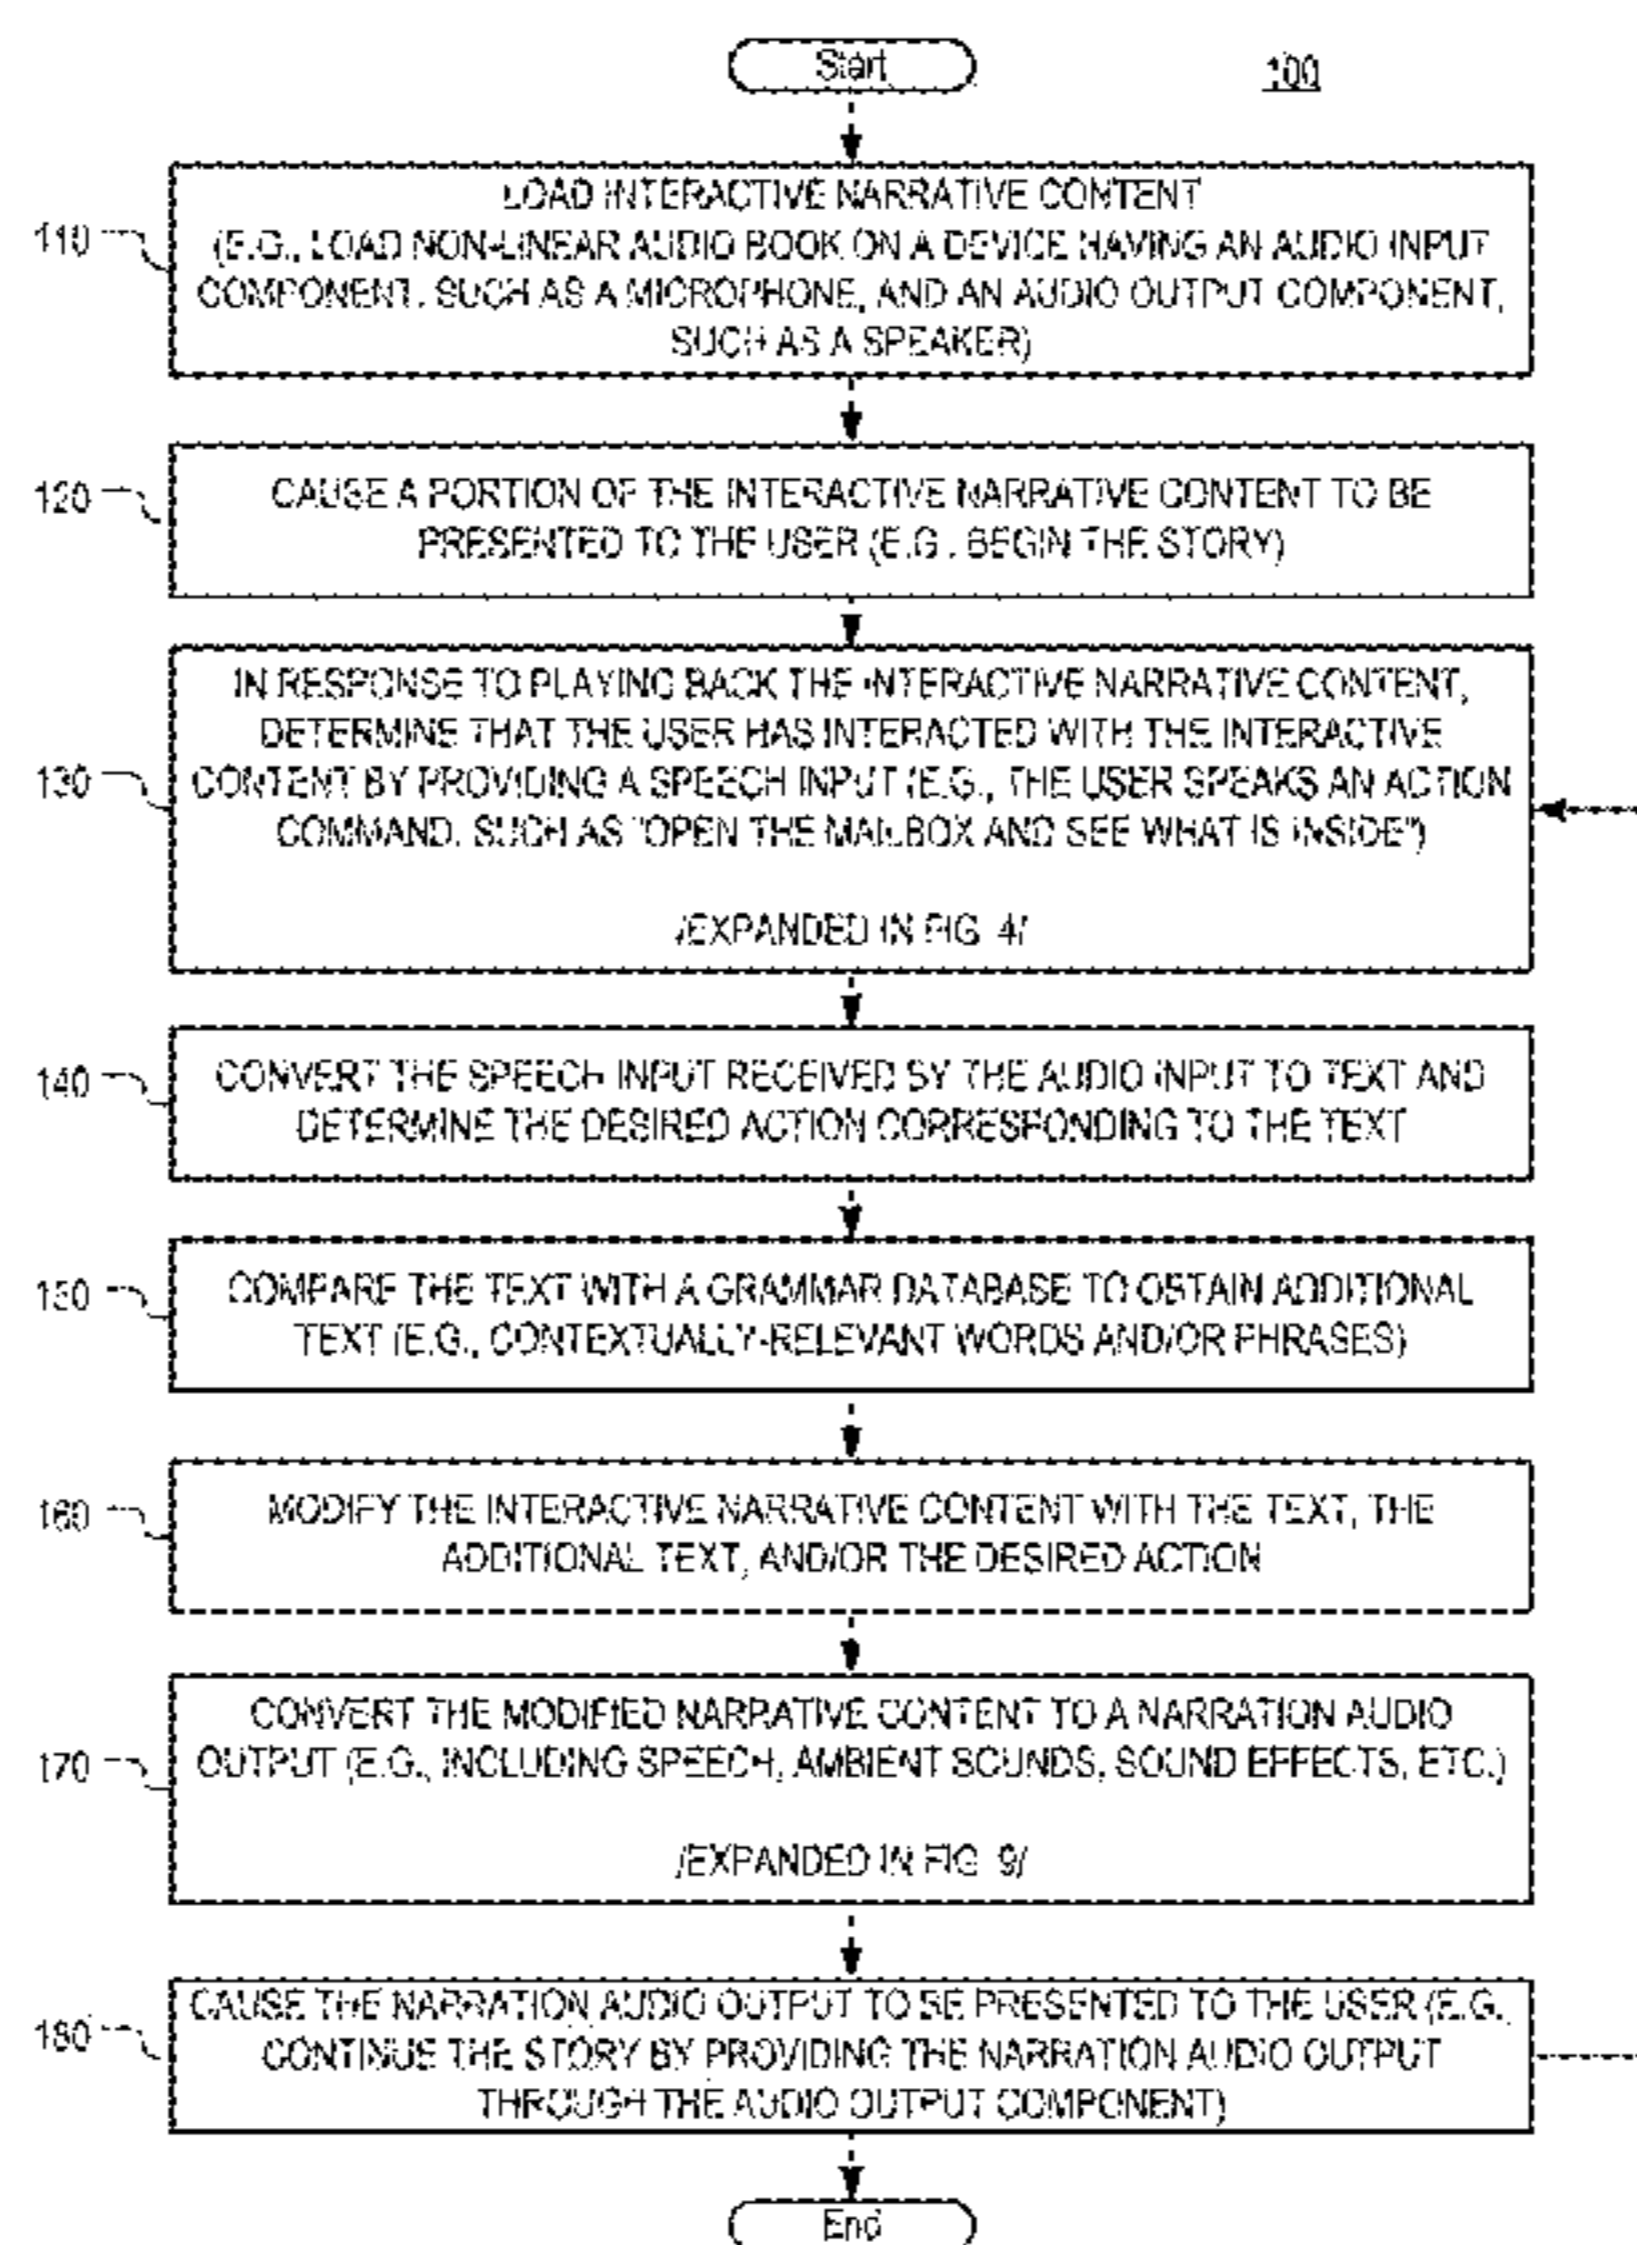 Start
100
110
LOAD INTERACTIVE NARRATIVE CONTENT
(E.G., LOAD NON-LINEAR AUDIO BOOK ON A DEVICE HAVING AN AUDIO INPUT
COMPONENT, SUCH AS A MICROPHONE, AND AN AUDIO OUTPUT COMPONENT,
SUCH AS A SPEAKER)
120
CAUSE A PORTION OF THE INTERACTIVE NARRATIVE CONTENT TO BE
PRESENTED TO THE USER (E.G., BEGIN THE STORY)
130
IN RESPONSE TO PLAYING BACK THE INTERACTIVE NARRATIVE CONTENT,
DETERMINE THAT THE USER HAS INTERACTED WITH THE INTERACTIVE
CONTENT BY PROVIDING A SPEECH INPUT (E.G., THE USER SPEAKS AN ACTION
COMMAND, SUCH AS "OPEN THE MAILBOX AND SEE WHAT IS INSIDE")
/EXPANDED IN FIG. 4/
140
CONVERT THE SPEECH INPUT RECEIVED BY THE AUDIO INPUT TO TEXT AND
DETERMINE THE DESIRED ACTION CORRESPONDING TO THE TEXT
150
COMPARE THE TEXT WITH A GRAMMAR DATABASE TO OBTAIN ADDITIONAL
TEXT (E.G., CONTEXTUALLY-RELEVANT WORDS AND/OR PHRASES)
160
MODIFY THE INTERACTIVE NARRATIVE CONTENT WITH THE TEXT, THE
ADDITIONAL TEXT, AND/OR THE DESIRED ACTION
170
CONVERT THE MODIFIED NARRATIVE CONTENT TO A NARRATION AUDIO
OUTPUT (E.G., INCLUDING SPEECH, AMBIENT SOUNDS, SOUND EFFECTS, ETC.)
/EXPANDED IN FIG. 9/
180
CAUSE THE NARRATION AUDIO OUTPUT TO BE PRESENTED TO THE USER (E.G.,
CONTINUE THE STORY BY PROVIDING THE NARRATION AUDIO OUTPUT
THROUGH THE AUDIO OUTPUT COMPONENT)
End